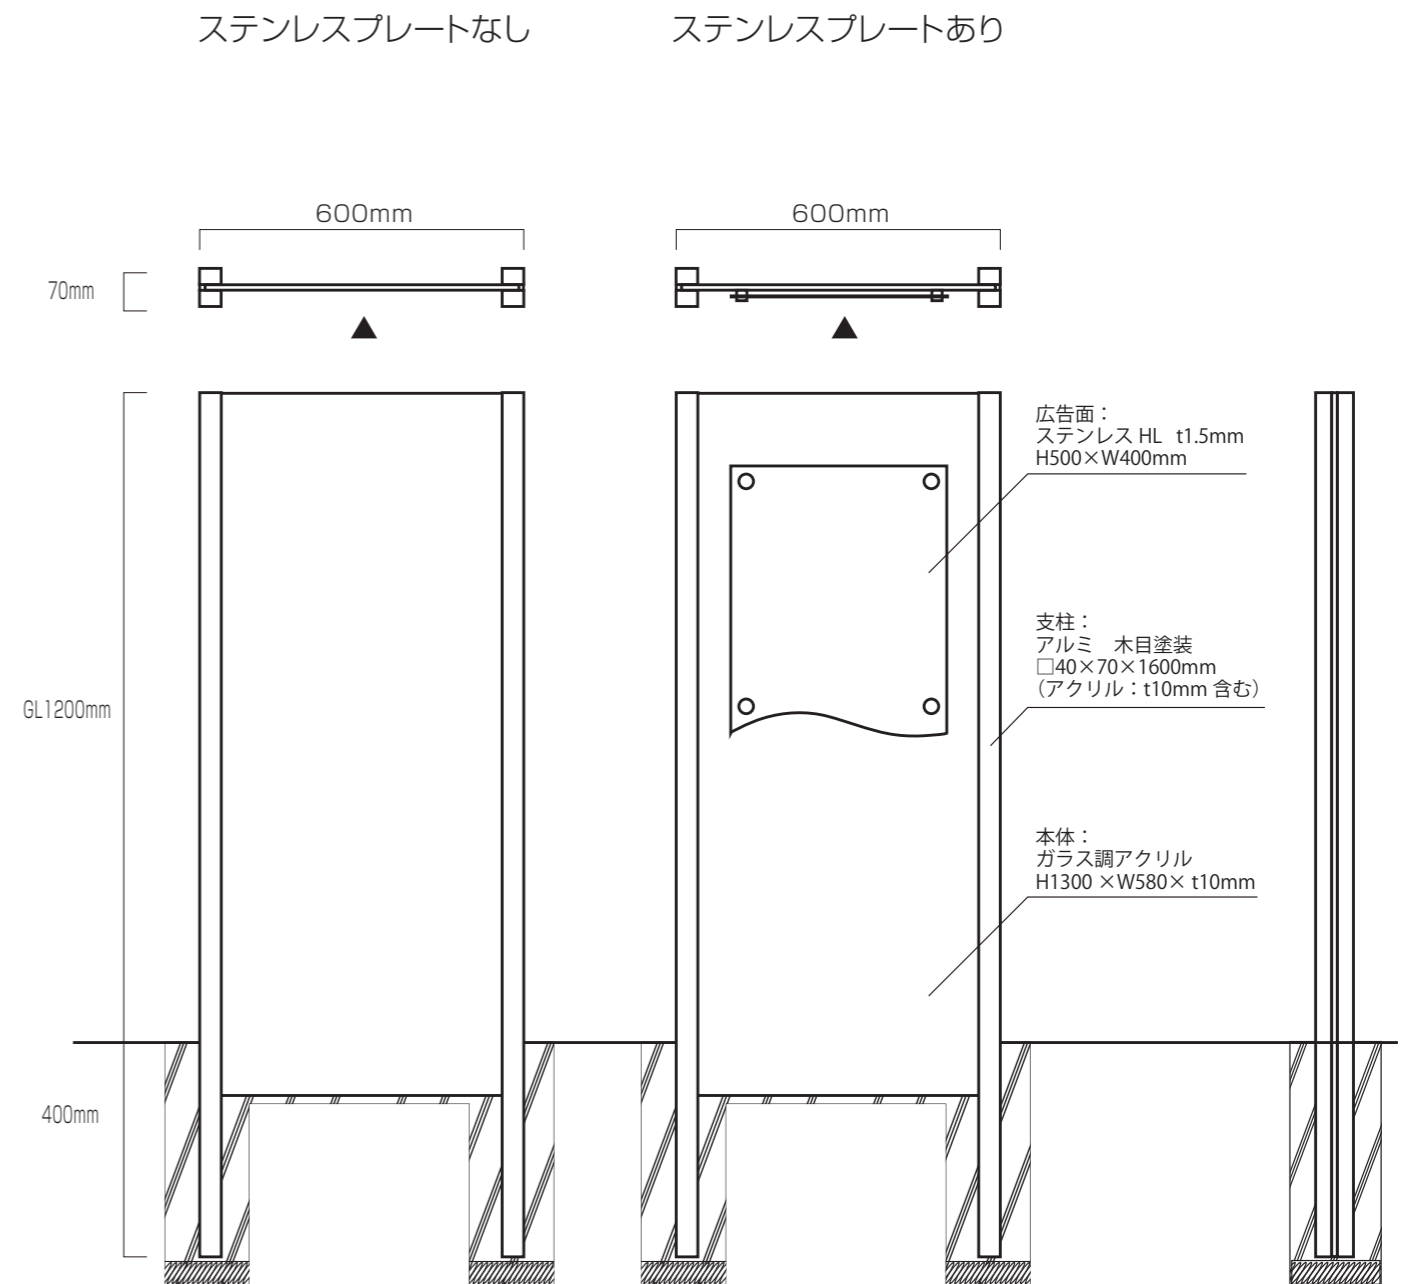 ステンレスプレートなし
ステンレスプレートあり
600mm
600mm
70mm
広告面：
ステンレス HL t1.5mm
H500×W400mm
支柱：
アルミ 木目塗装
□40×70×1600mm
（アクリル：t10mm 含む）
GL1200mm
本体：
ガラス調アクリル
H1300 ×W580× t10mm
400mm